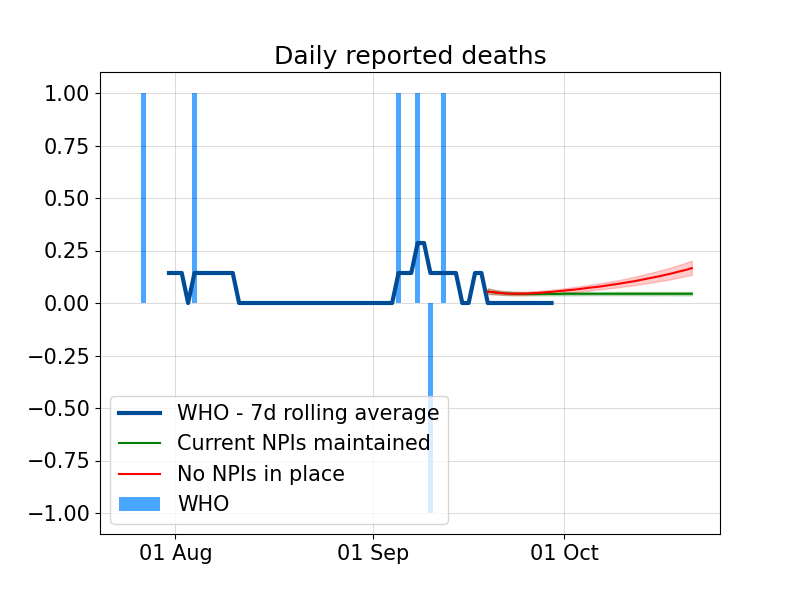 Daily reported deaths
1.00
0.75
0.50
0.25
0.00
−0.25
−0.50
−0.75
−1.00
WHO - 7d rolling average
Current NPIs maintained
No NPIs in place
WHO
01 Aug
01 Sep
01 Oct